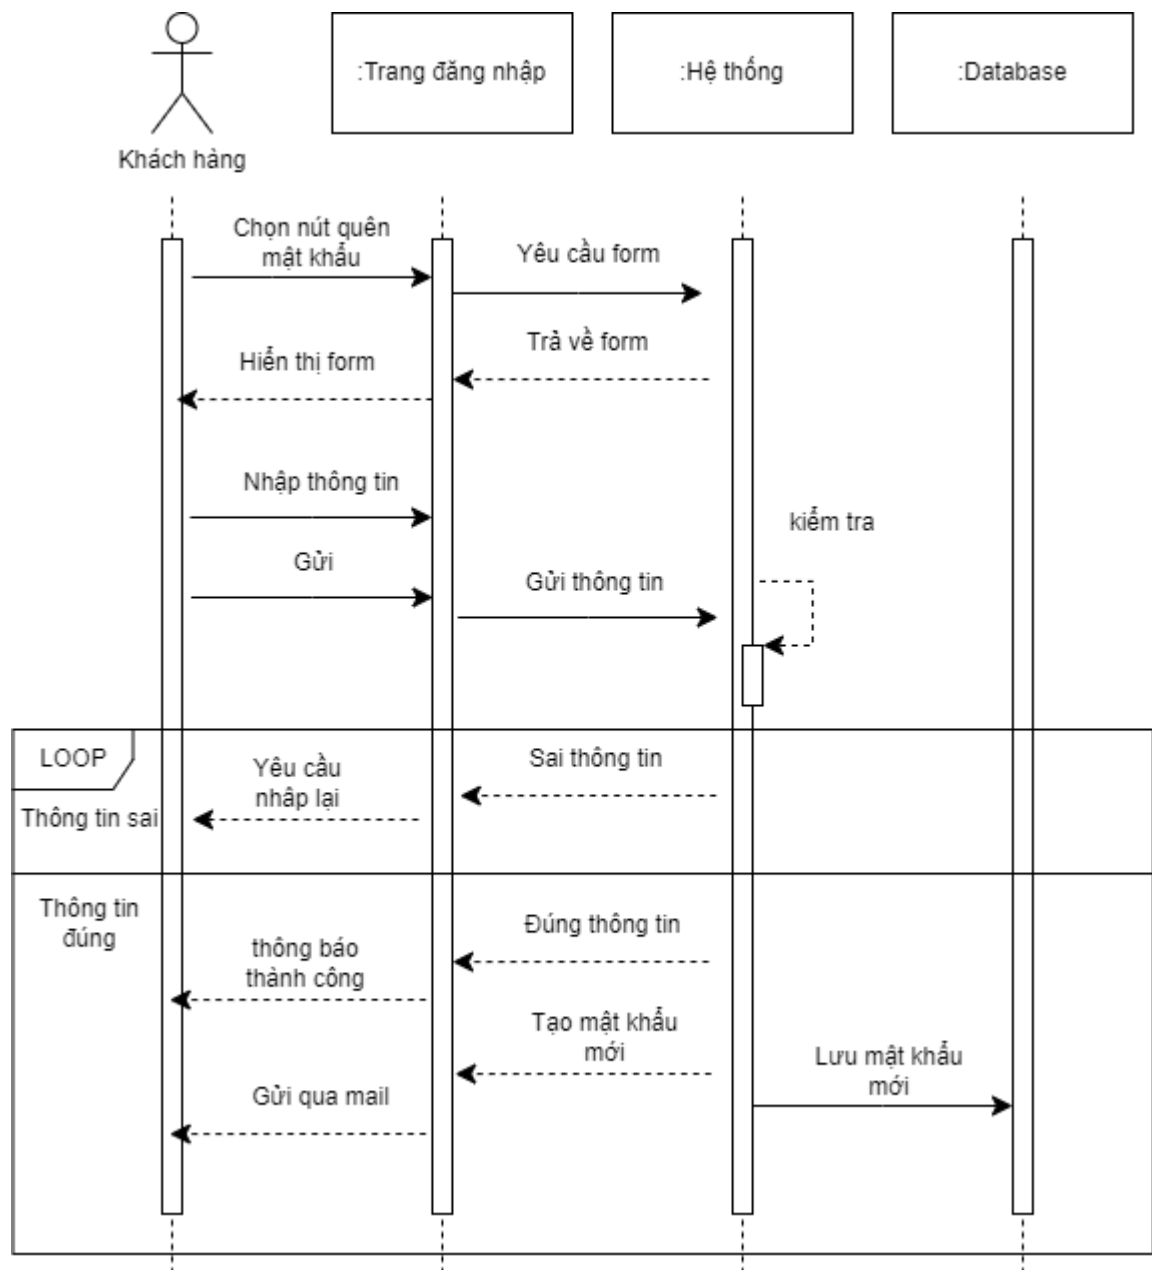 :Trang đăng nhập
:Hệ thống
:Database
Khách hàng
Chọn nút quên
mật khẩu
Yêu cầu form
Trả về form
Hiển thị form
Nhập thông tin
kiểm tra
Gửi
Gửi thông tin
LOOP
Sai thông tin
Yêu cầu
nhâp lại
Thông tin sai
Thông tin
đúng
Đúng thông tin
thông báo
thành công
Tạo mật khẩu
mới
Lưu mật khẩu
mới
Gửi qua mail